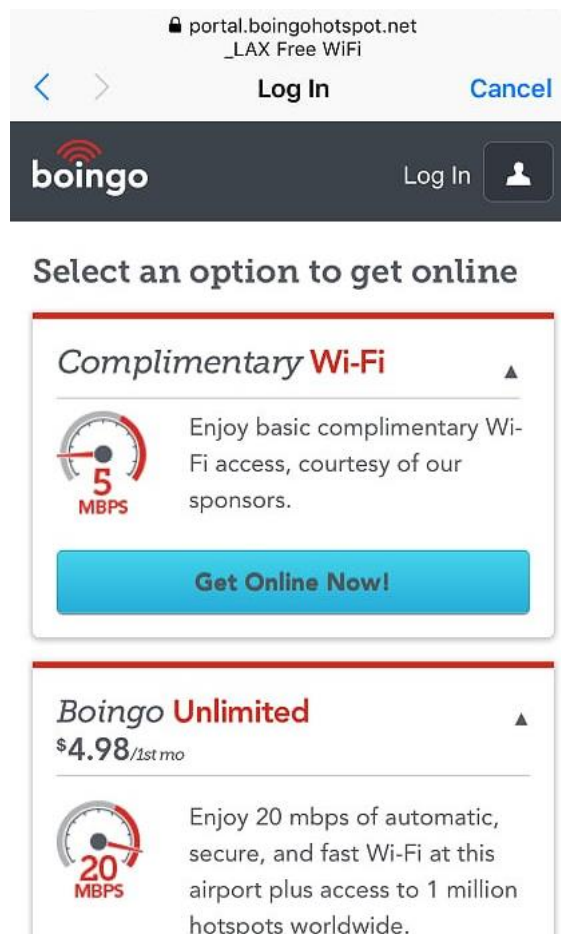 portal.boingohotspot.net
_LAX Free WiFi
Log In
Cancel
boingo
Log In
Select an option to get online
Complimentary Wi-Fi
5
MBPS
Enjoy basic complimentary Wi-
Fi access, courtesy of our
sponsors.
Get Online Now!
Boingo Unlimited
$4.98/1st mo
20
MBPS
Enjoy 20 mbps of automatic,
secure, and fast Wi-Fi at this
airport plus access to 1 million
hotspots worldwide.